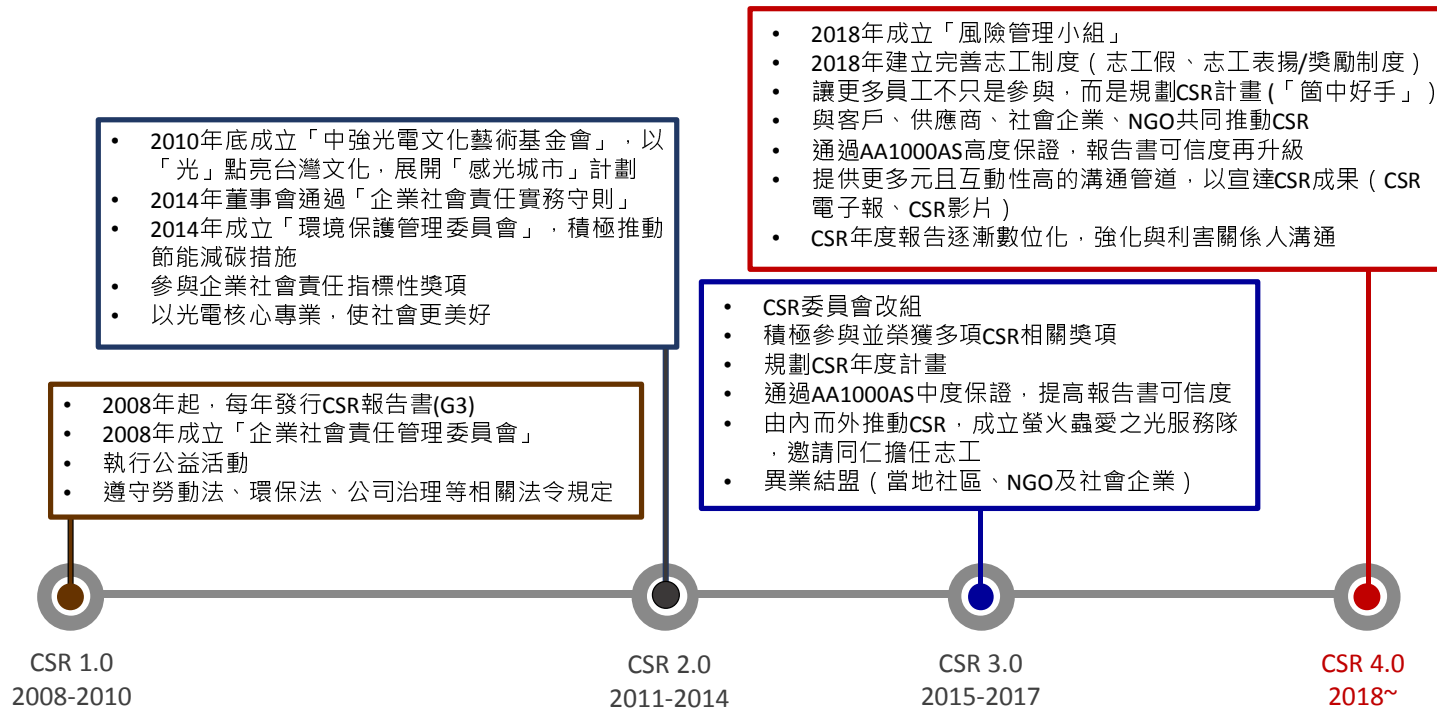 • 2018年成立「風險管理小組」
• 2018年建立完善志工制度（志工假、志工表揚/獎勵制度）
• 讓更多員工不只是參與，而是規劃CSR計畫(「箇中好手」)
• 與客戶、供應商、社會企業、NGO共同推動CSR
• 通過AA1000AS高度保證，報告書可信度再升級
• 提供更多元且互動性高的溝通管道，以宣達CSR成果（CSR
電子報、CSR影片）
• CSR年度報告逐漸數位化，強化與利害關係人溝通
• 2010年底成立「中強光電文化藝術基金會」，以
「光」點亮台灣文化，展開「感光城市」計劃
• 2014年董事會通過「企業社會責任實務守則」
• 2014年成立「環境保護管理委員會」，積極推動
節能減碳措施
• 參與企業社會責任指標性獎項
• 以光電核心專業，使社會更美好
• CSR委員會改組
• 積極參與並榮獲多項CSR相關獎項
• 規劃CSR年度計畫
• 通過AA1000AS中度保證，提高報告書可信度
• 由內而外推動CSR，成立螢火蟲愛之光服務隊
，邀請同仁擔任志工
• 異業結盟（當地社區、NGO及社會企業）
• 2008年起，每年發行CSR報告書(G3)
• 2008年成立「企業社會責任管理委員會」
• 執行公益活動
• 遵守勞動法、環保法、公司治理等相關法令規定
CSR 1.0
2008-2010
CSR 2.0
2011-2014
CSR 3.0
2015-2017
CSR 4.0
2018~